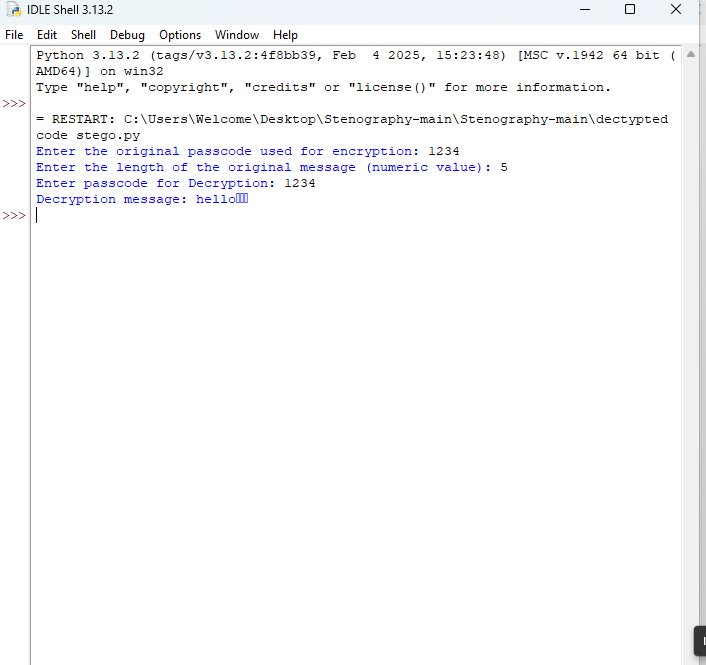 IDLE Shell 3.13.2
File Edit Shell Debug Options Window Help
Python 3.13.2 (tags/v3.13.2:4f8bb39, Feb  4 2025, 15:23:48) [MSC v.1942 64 bit (
AMD64)] on win32
Type "help", "copyright", "credits" or "license()" for more information.
>>>
= RESTART: C:\Users\Welcome\Desktop\Stenography-main\Stenography-main\dectypted
code stego.py
Enter the original passcode used for encryption: 1234
Enter the length of the original message (numeric value): 5
Enter passcode for Decryption: 1234
Decryption message: hello
>>>